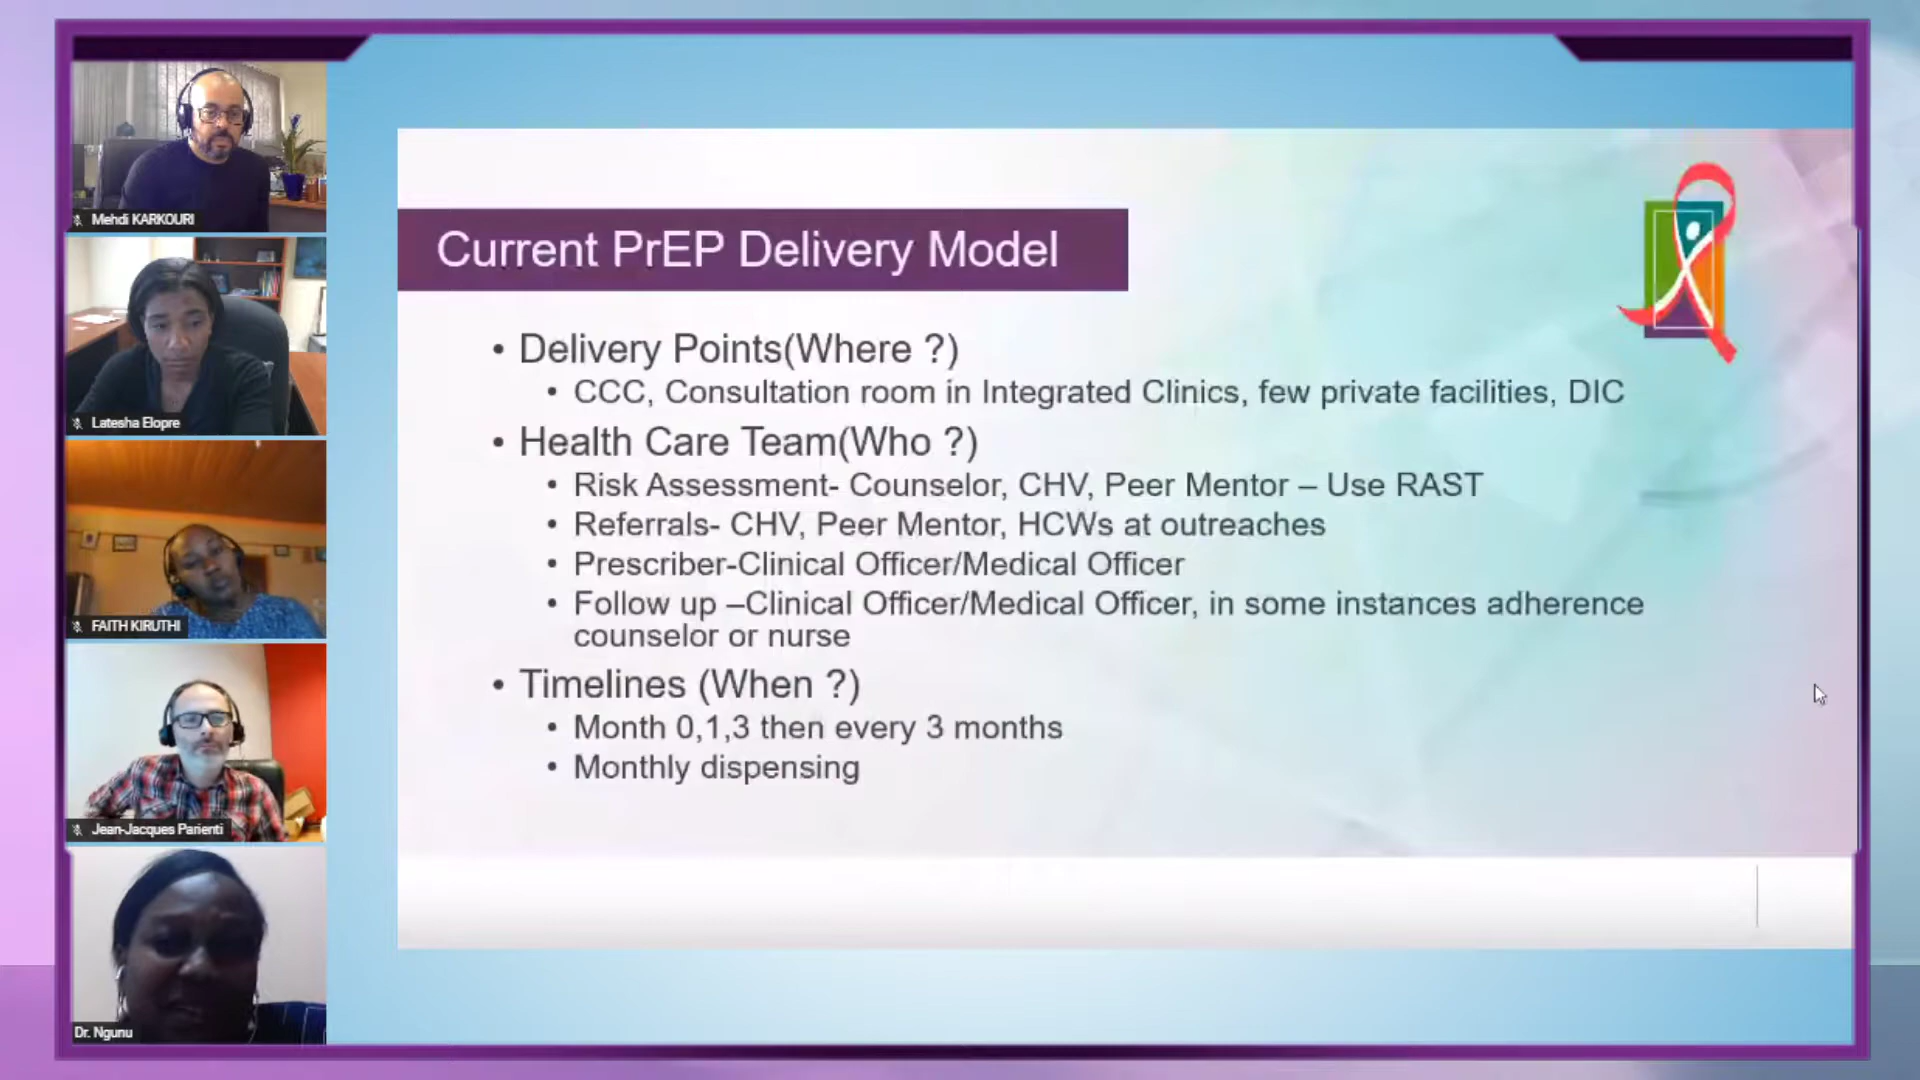 Mehdi KARKOURI
Latesha Elopre
FAITH KIRUTHI
Jean-Jacques Parienti
Dr. Ngunu
Current PrEP Delivery Model
• Delivery Points(Where ?)
• CCC, Consultation room in Integrated Clinics, few private facilities, DIC
• Health Care Team(Who ?)
• Risk Assessment- Counselor, CHV, Peer Mentor – Use RAST
• Referrals- CHV, Peer Mentor, HCWs at outreaches
• Prescriber-Clinical Officer/Medical Officer
• Follow up –Clinical Officer/Medical Officer, in some instances adherence
counselor or nurse
• Timelines (When ?)
• Month 0,1,3 then every 3 months
• Monthly dispensing